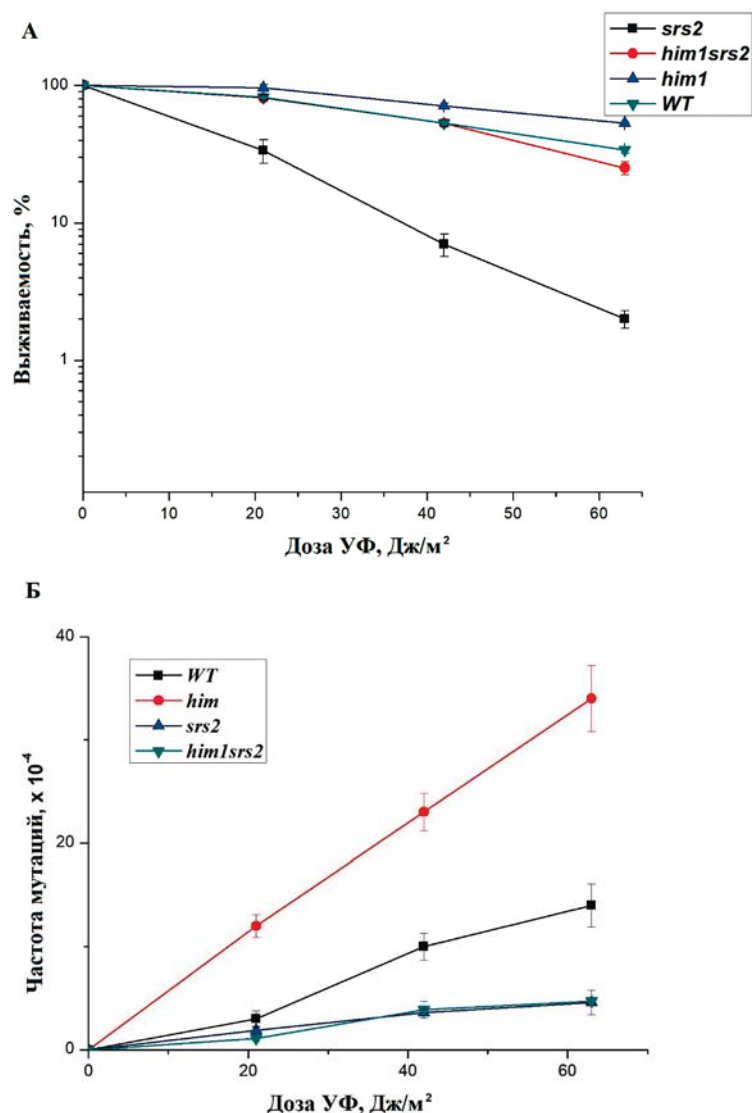 А
srs2
him1srs2
him1
WT
100
10
1
Выживаемость, %
0 10 20 30 40 50 60
Доза УФ, Дж/м²
Б
WT
him
srs2
him1srs2
40
20
0
Частота мутаций, x 10⁻⁴
0 20 40 60
Доза УФ, Дж/м²